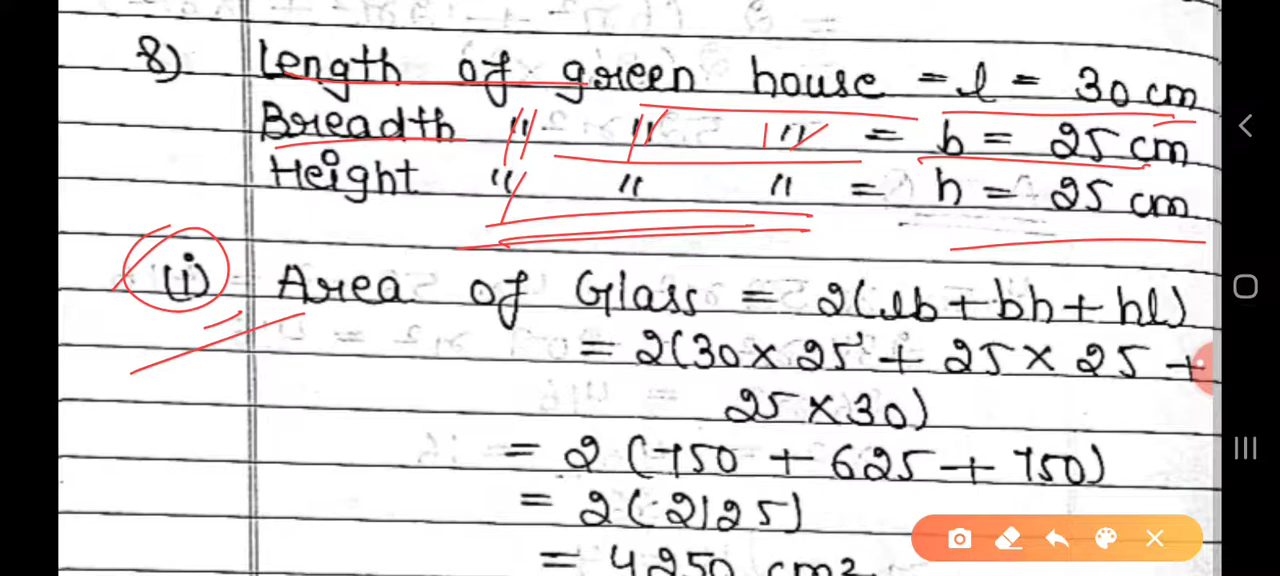 8) Length of green house = l = 30 cm
Breadth " " " = b = 25 cm
Height " " " = h = 25 cm
(i) Area of Glass = 2(lb + bh + hl)
= 2(30 × 25 + 25 × 25 +
25 × 30)
= 2 (750 + 625 + 750)
= 2(2125)
= 4250 cm2